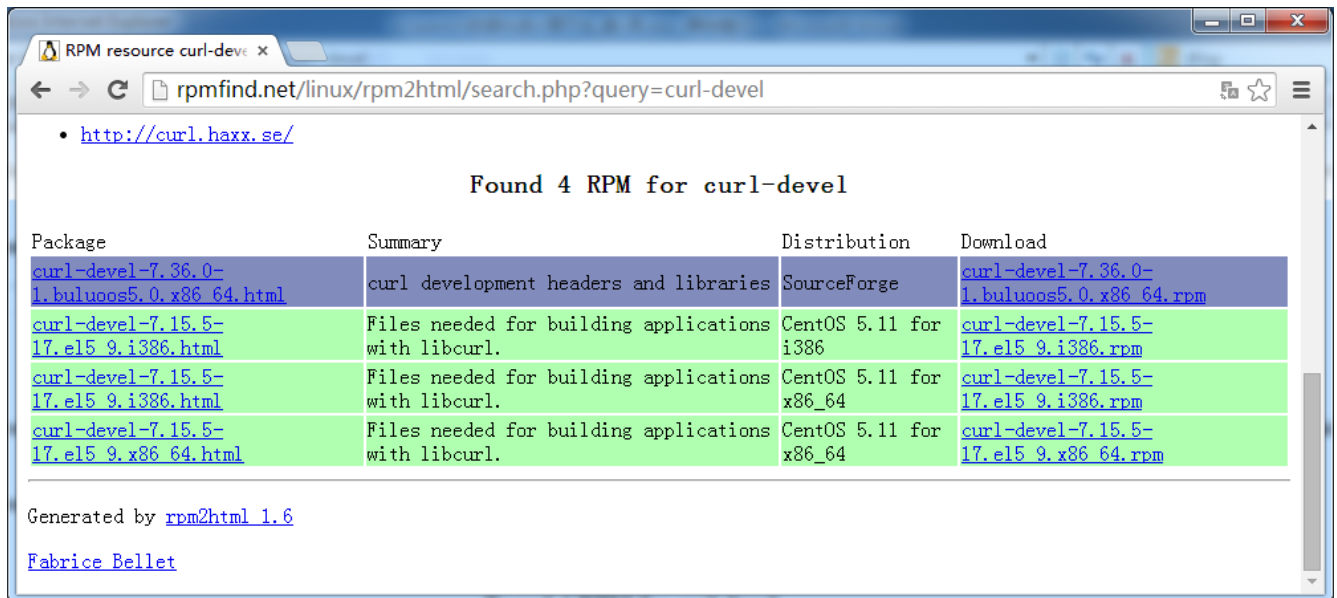 RPM resource curl-deve
rpmfind.net/linux/rpm2html/search.php?query=curl-devel
http://curl.haxx.se/
Found 4 RPM for curl-devel
Package Summary Distribution Download
curl-devel-7.36.0-1.buluoos5.0.x86_64.html curl development headers and libraries SourceForge curl-devel-7.36.0-1.buluoos5.0.x86_64.rpm
curl-devel-7.15.5-17.el5_9.i386.html Files needed for building applications with libcurl. CentOS 5.11 for i386 curl-devel-7.15.5-17.el5_9.i386.rpm
curl-devel-7.15.5-17.el5_9.i386.html Files needed for building applications with libcurl. CentOS 5.11 for x86_64 curl-devel-7.15.5-17.el5_9.i386.rpm
curl-devel-7.15.5-17.el5_9.x86_64.html Files needed for building applications with libcurl. CentOS 5.11 for x86_64 curl-devel-7.15.5-17.el5_9.x86_64.rpm
Generated by rpm2html 1.6
Fabrice Bellet